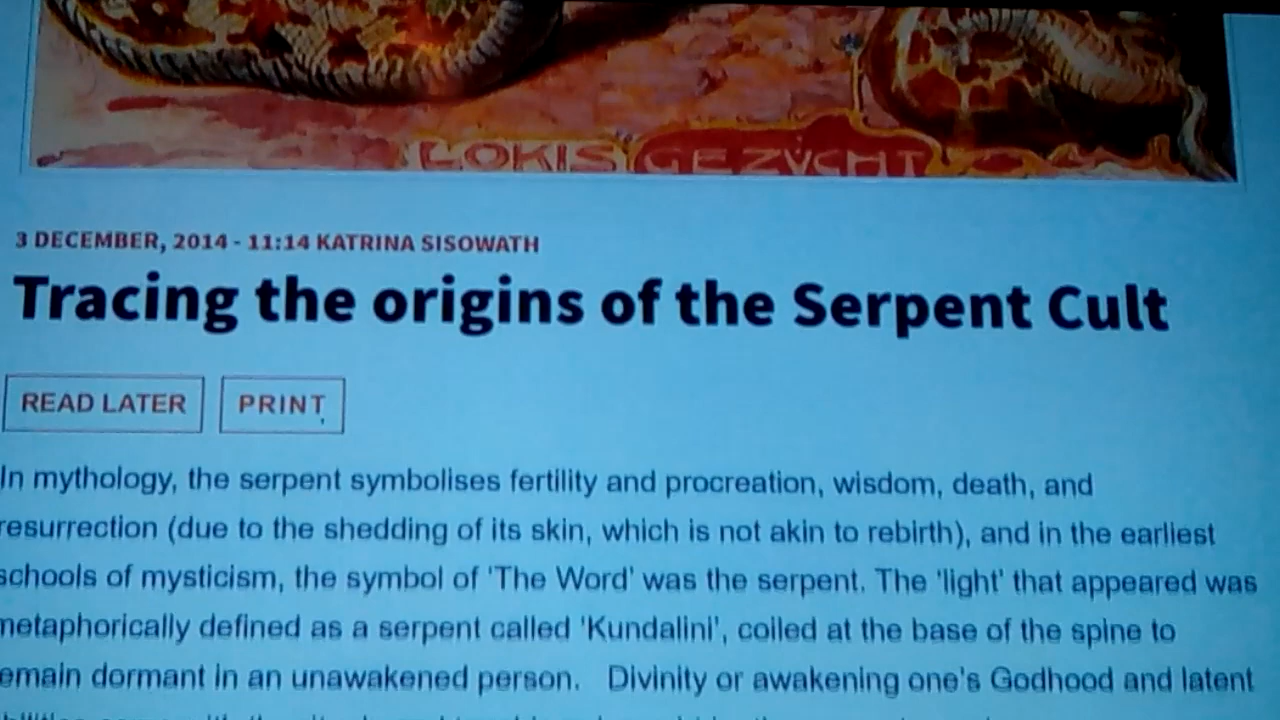 LOKIS GEZVCHT
3 DECEMBER, 2014 - 11:14 KATRINA SISOWATH
Tracing the origins of the Serpent Cult
READ LATER PRINT
In mythology, the serpent symbolises fertility and procreation, wisdom, death, and
resurrection (due to the shedding of its skin, which is not akin to rebirth), and in the earliest
schools of mysticism, the symbol of 'The Word' was the serpent. The 'light' that appeared was
metaphorically defined as a serpent called 'Kundalini', coiled at the base of the spine to
emain dormant in an unawakened person. Divinity or awakening one's Godhood and latent